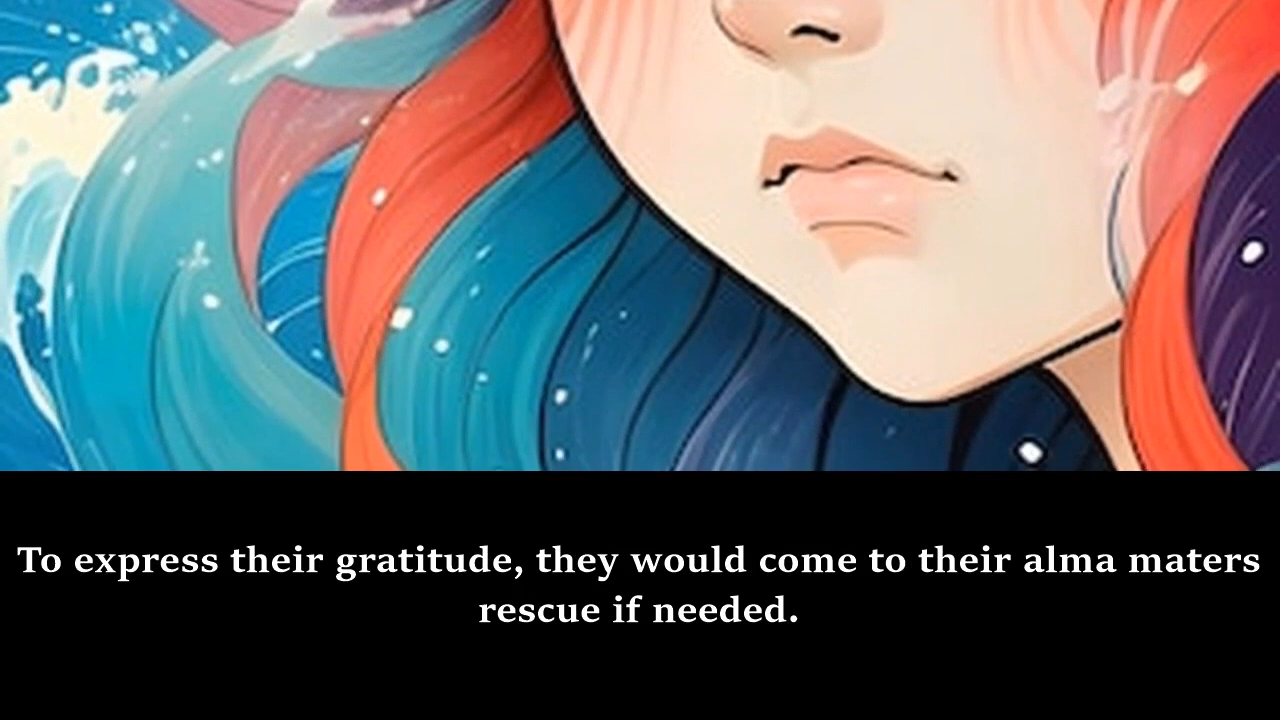 To express their gratitude, they would come to their alma maters
rescue if needed.